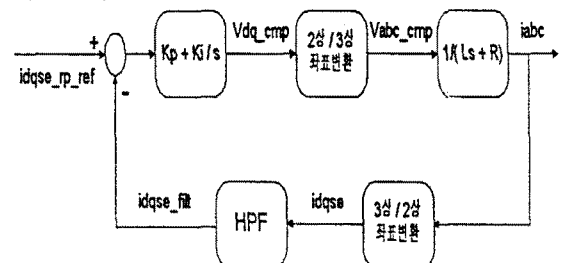 +
-
idqse_rp_ref
Kp + Ki / s
Vdq_cmp
2상 / 3상
좌표변환
Vabc_cmp
1/( Ls + R)
iabc
idqse_filt
HPF
idqse
3상 / 2상
좌표변환